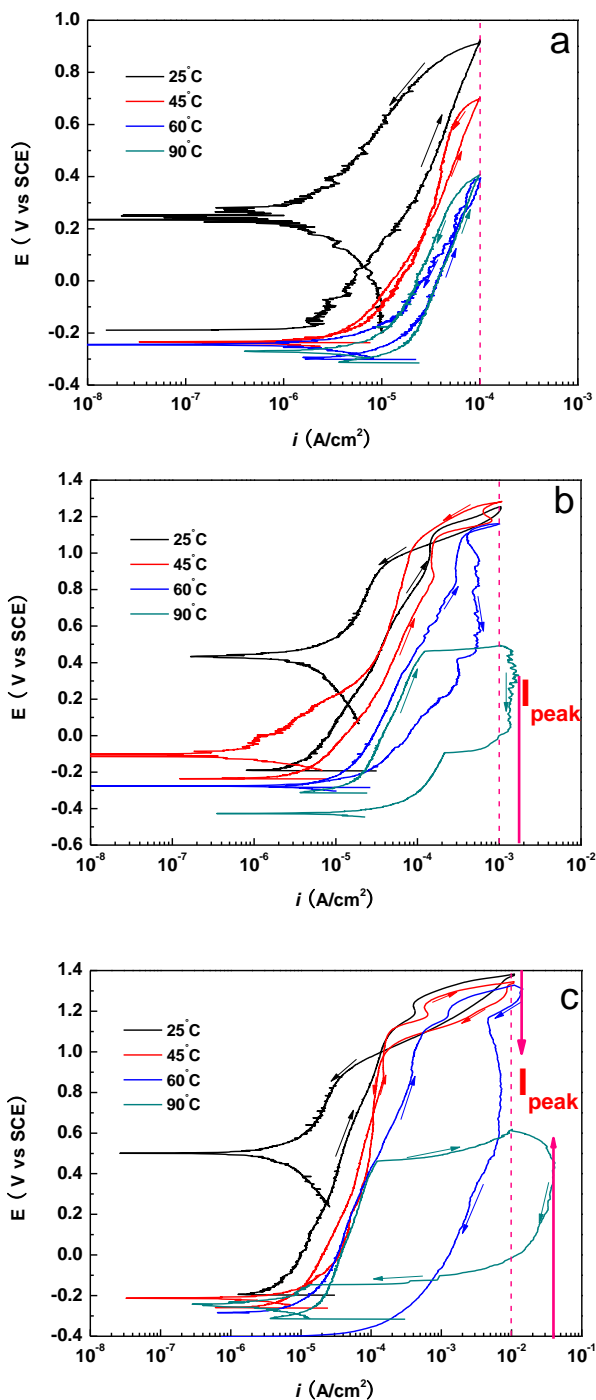 a
1.0
0.8
0.6
0.4
0.2
0.0
-0.2
-0.4
E ( V vs SCE)
25°C
45°C
60°C
90°C
10-8 10-7 10-6 10-5 10-4 10-3
i (A/cm2)
b
1.4
1.2
1.0
0.8
0.6
0.4
0.2
0.0
-0.2
-0.4
-0.6
E ( V vs SCE)
25°C
45°C
60°C
90°C
Ipeak
10-8 10-7 10-6 10-5 10-4 10-3 10-2
i (A/cm2)
c
1.4
1.2
1.0
0.8
0.6
0.4
0.2
0.0
-0.2
-0.4
E ( V vs SCE)
25°C
45°C
60°C
90°C
Ipeak
10-8 10-7 10-6 10-5 10-4 10-3 10-2 10-1
i (A/cm2)